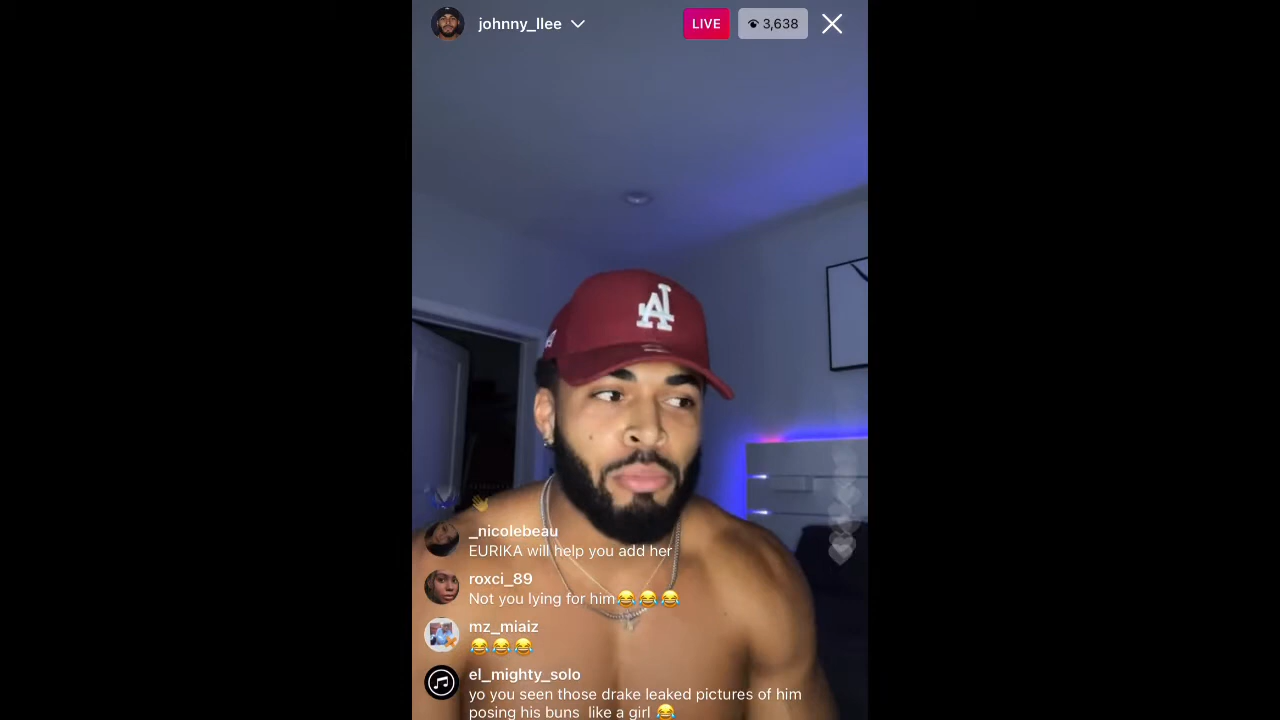 johnny_llee
LIVE
3,638
LA
_nicolebeau
EURIKA will help you add her
roxci_89
Not you lying for him😂😂😂
mz_miaiz
😂😂😂
el_mighty_solo
yo you seen those drake leaked pictures of him
posing his buns like a girl 😂